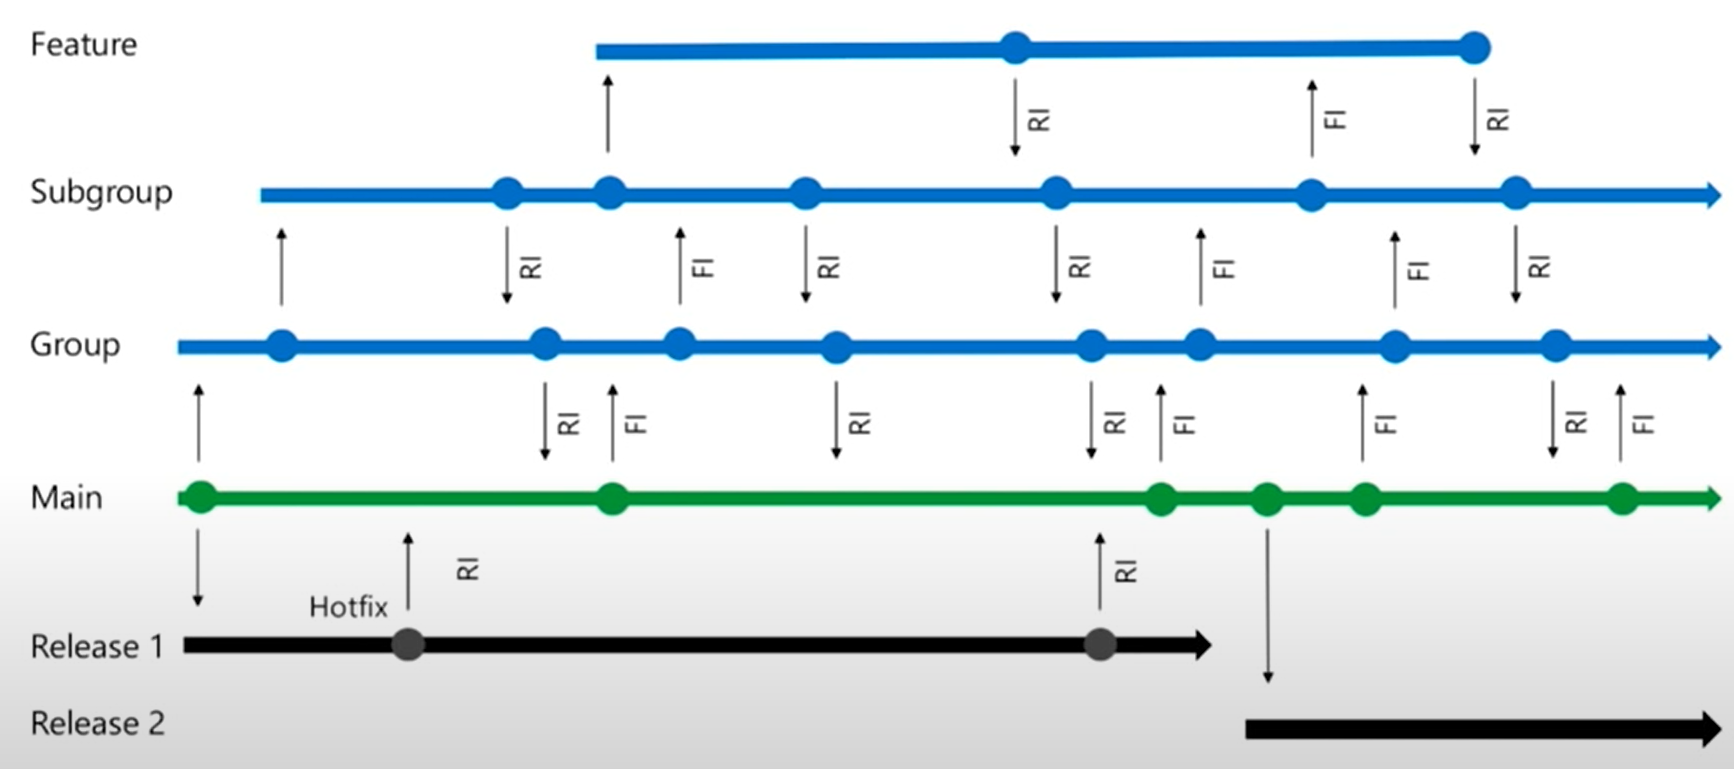 Feature
RI
FI
RI
Subgroup
RI
FI
RI
RI
FI
FI
RI
Group
RI
FI
RI
RI
FI
FI
RI
FI
Main
RI
RI
Hotfix
Release 1
Release 2